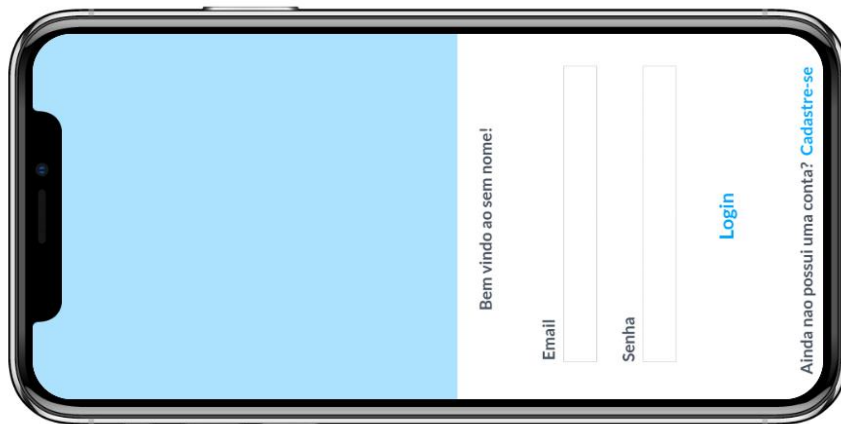 Bem vindo ao sem nome!
Email
Senha
Login
Ainda nao possui uma conta? Cadastre-se